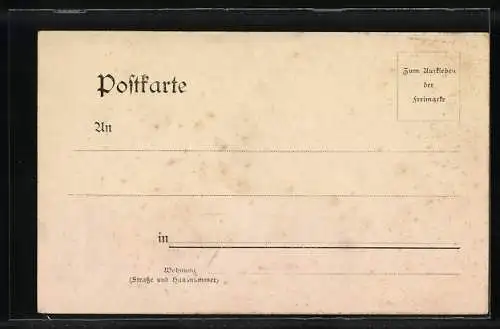 Postkarte
Zum Aufkleben
der
Freimarke
An
in
Wohnung
(Straße und Hausnummer)